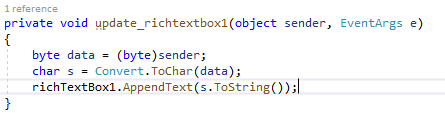 1 reference
private void update_richtextbox1(object sender, EventArgs e)
{
byte data = (byte)sender;
char s = Convert.ToChar(data);
richTextBox1.AppendText(s.ToString());
}